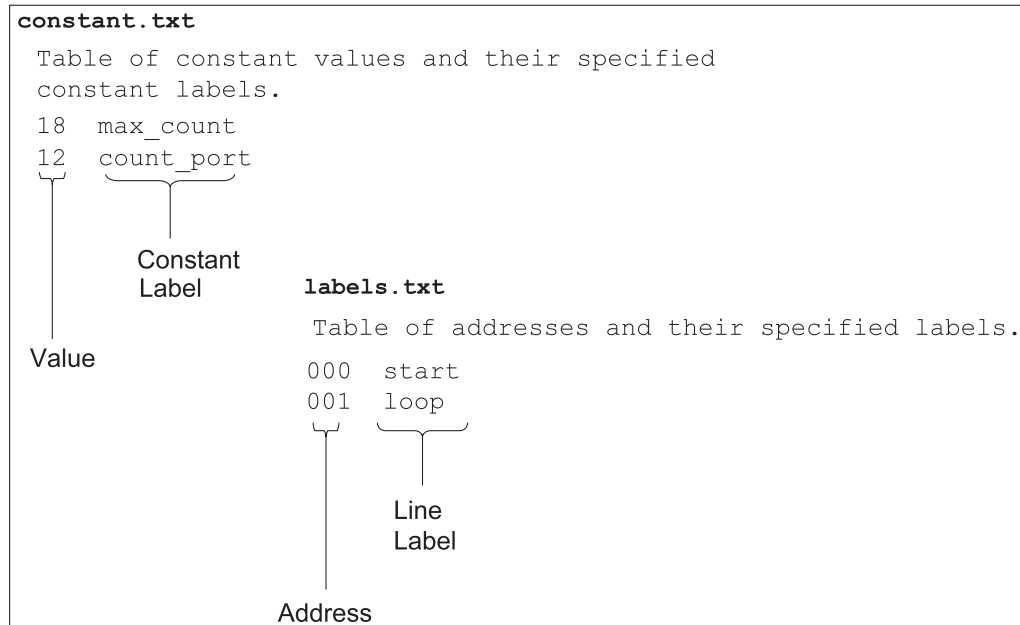 constant.txt
Table of constant values and their specified
constant labels.
18 max_count
12 count_port
Constant
Label
Value
labels.txt
Table of addresses and their specified labels.
000 start
001 loop
Line
Label
Address